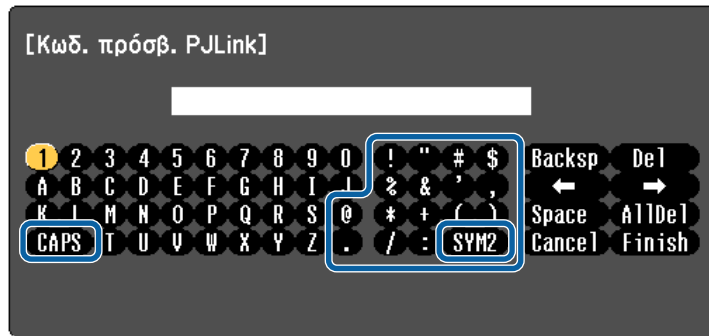 [Κωδ. πρόσβ. PJLink]
1 2 3 4 5 6 7 8 9 0 ! " # $ Backsp Del
A B C D E F G H I J % & ' , ← →
K L M N O P Q R S @ * + ( ) Space AllDel
CAPS T U V W X Y Z . / : SYM2 Cancel Finish